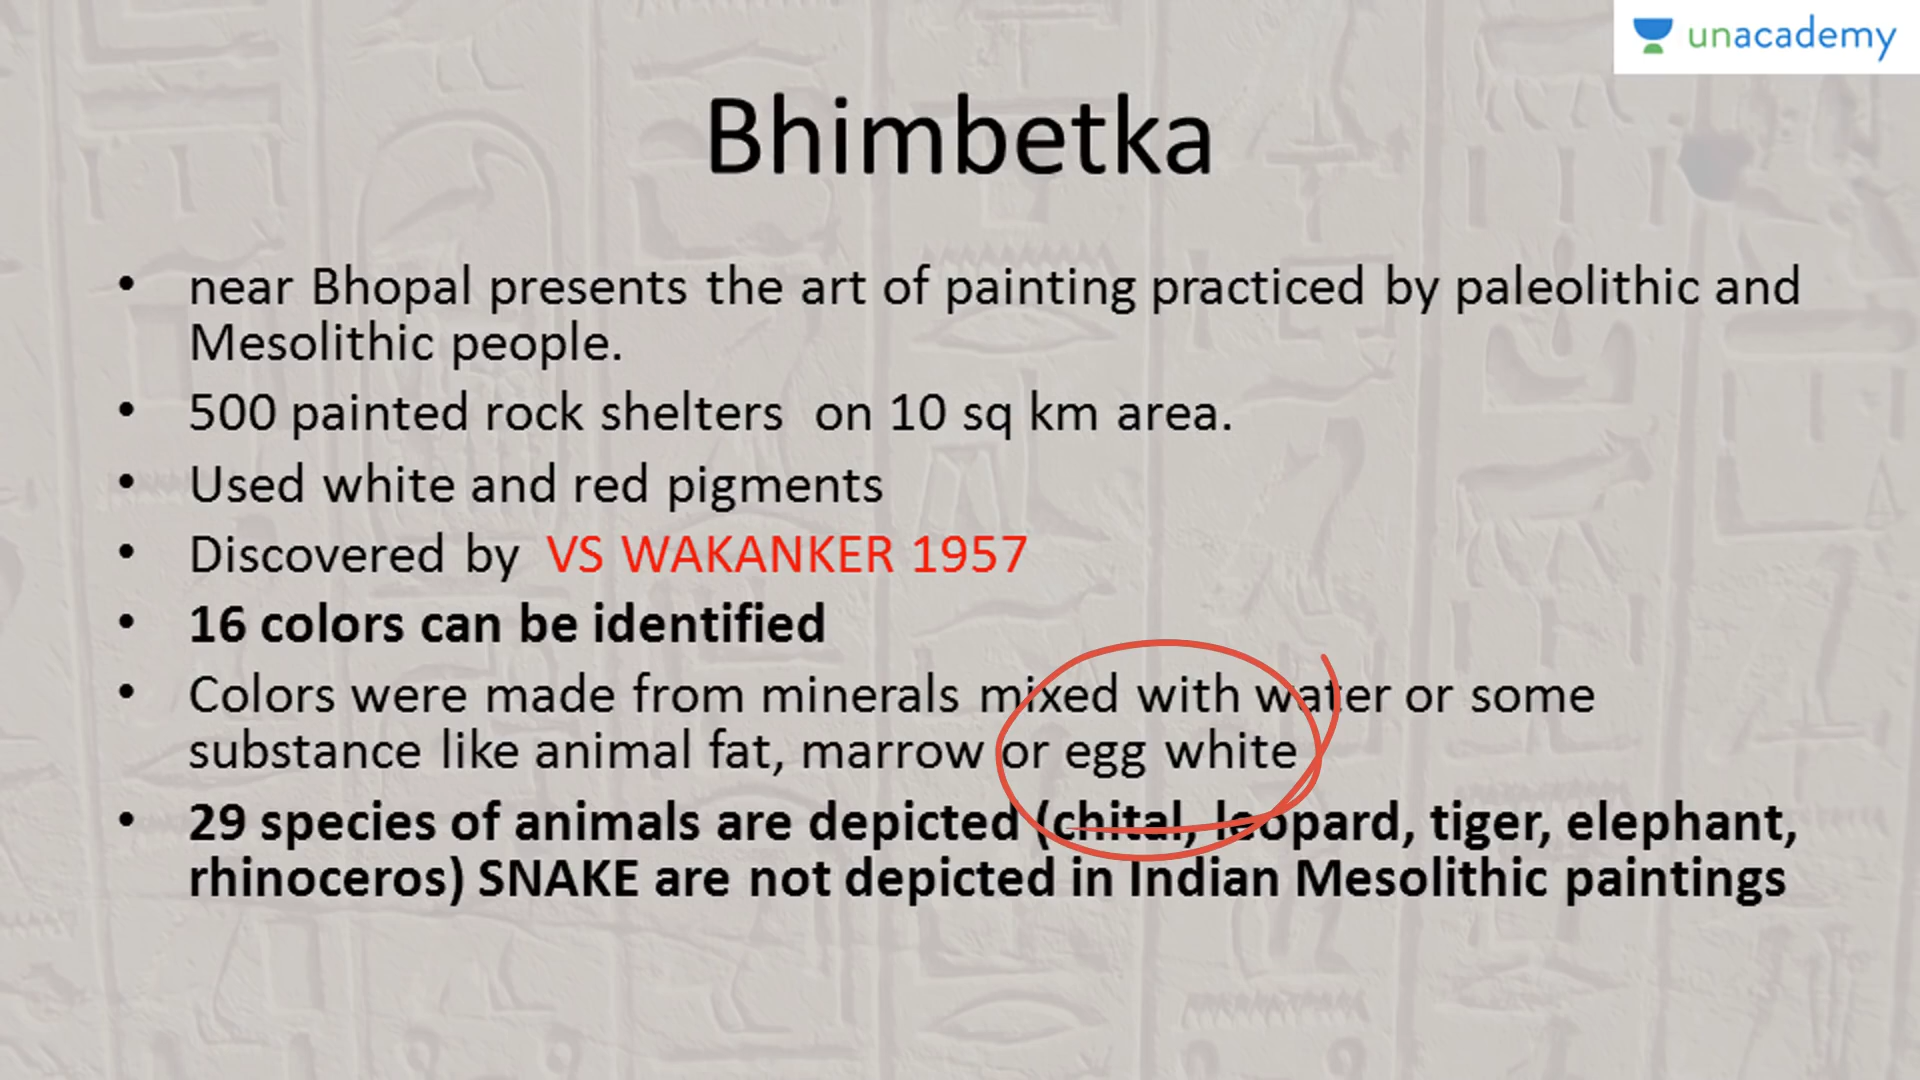 unacademy
Bhimbetka
• near Bhopal presents the art of painting practiced by paleolithic and
Mesolithic people.
• 500 painted rock shelters on 10 sq km area.
• Used white and red pigments
• Discovered by VS WAKANKER 1957
• 16 colors can be identified
• Colors were made from minerals mixed with water or some
substance like animal fat, marrow or egg white
• 29 species of animals are depicted (chital, leopard, tiger, elephant,
rhinoceros) SNAKE are not depicted in Indian Mesolithic paintings